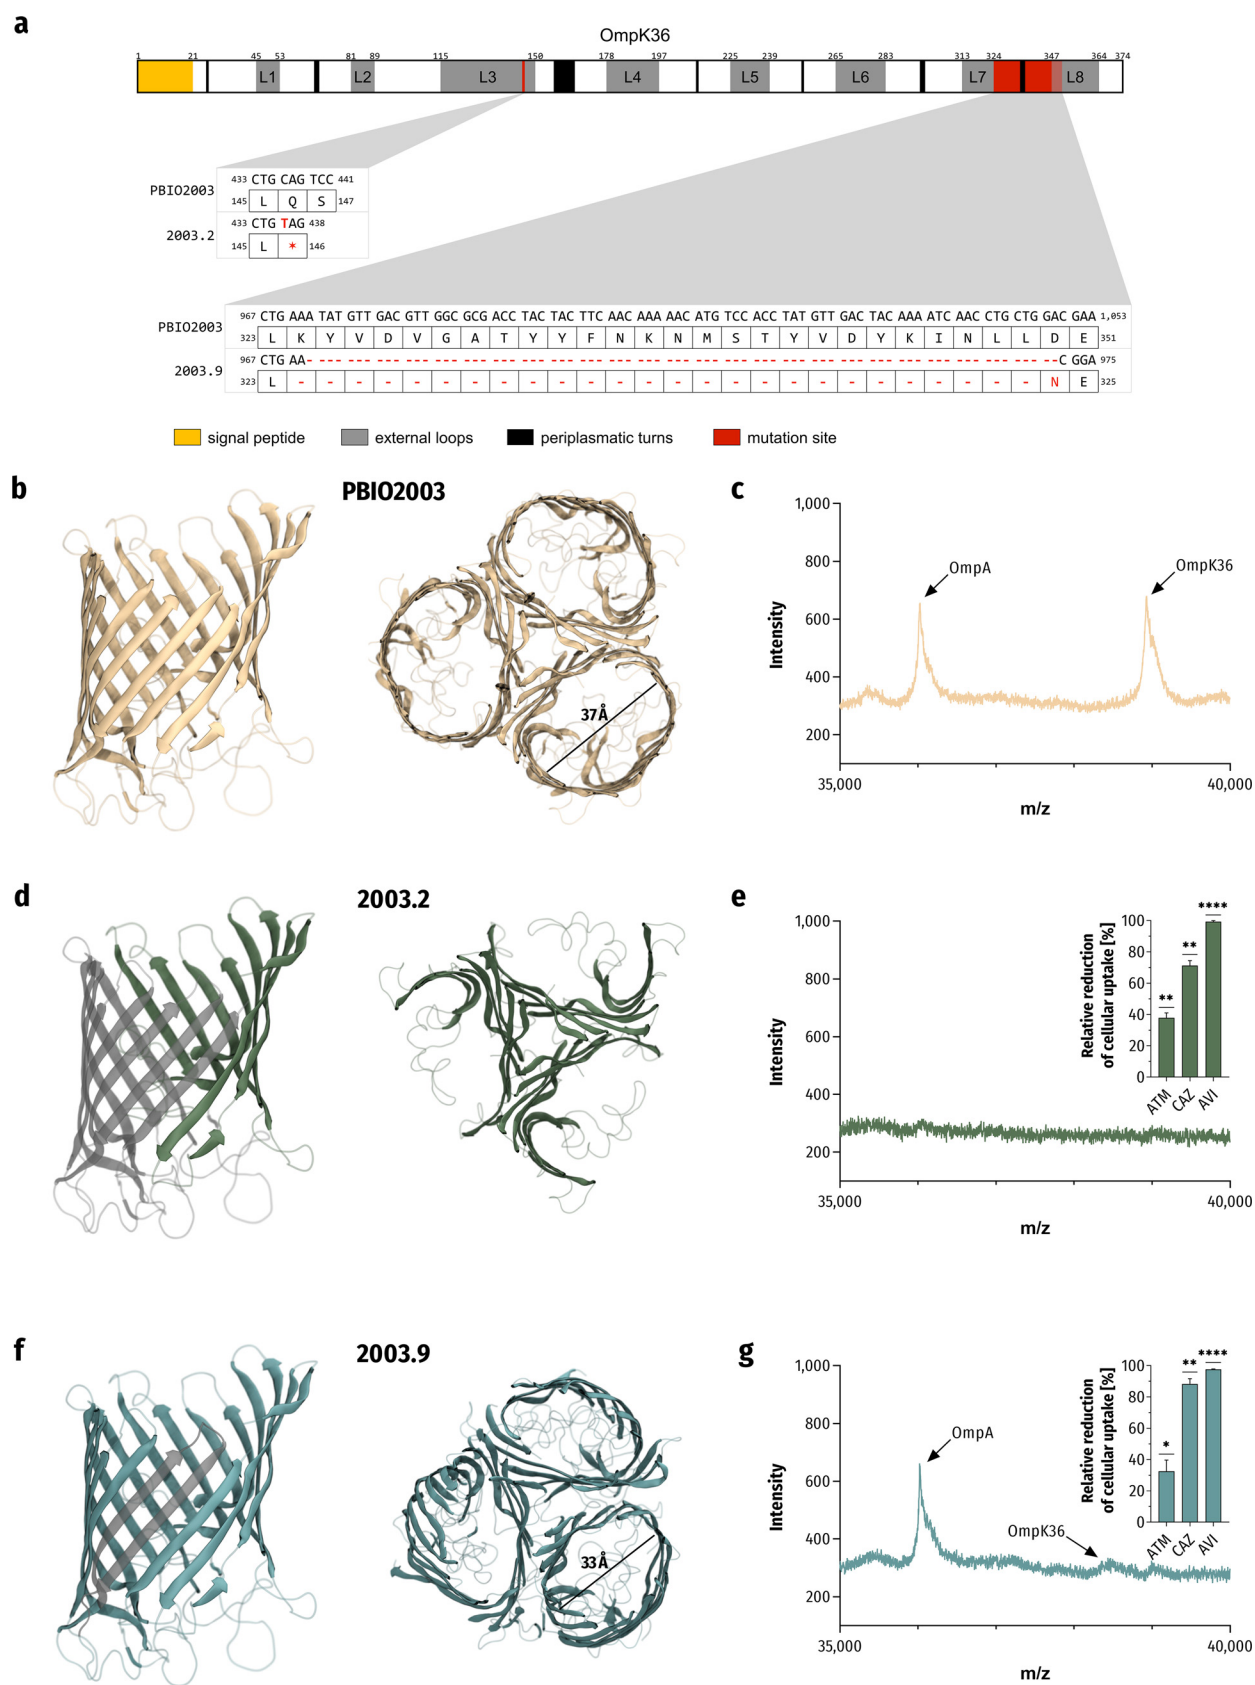 a
OmpK36
1 21 45 53 81 89 115 150 178 197 225 239 265 283 313 324 347 364 374
L1 L2 L3 L4 L5 L6 L7 L8
PBIO2003
433 CTG CAG TCC 441
145 L Q S 147
2003.2
433 CTG TAG 438
145 L * 146
PBIO2003
967 CTG AAA TAT GTT GAC GTT GGC GCG ACC TAC TAC TTC AAC AAA AAC ATG TCC ACC TAT GTT GAC TAC AAA ATC AAC CTG CTG GAC GAA 1,053
323 L K Y V D V G A T Y Y F N K N M S T Y V D Y K I N L L D E 351
2003.9
967 CTG AA- --- --- --- --- --- --- --- --- --- --- --- --- --- --- --- --- --- --- --- --- --- --- --- --- --- --C GGA 975
323 L - - - - - - - - - - - - - - - - - - - - - - - - - - N E 325
signal peptide external loops periplasmatic turns mutation site
b PBIO2003
37Å
c
1,000
800
600
400
200
Intensity
OmpA
OmpK36
35,000 40,000
m/z
d 2003.2
e
1,000
800
600
400
200
Intensity
35,000 40,000
m/z
Relative reduction
of cellular uptake [%]
100
80
60
40
20
0
** ** ****
ATM CAZ AVI
f 2003.9
33Å
g
1,000
800
600
400
200
Intensity
OmpA
OmpK36
35,000 40,000
m/z
Relative reduction
of cellular uptake [%]
100
80
60
40
20
0
* ** ****
ATM CAZ AVI